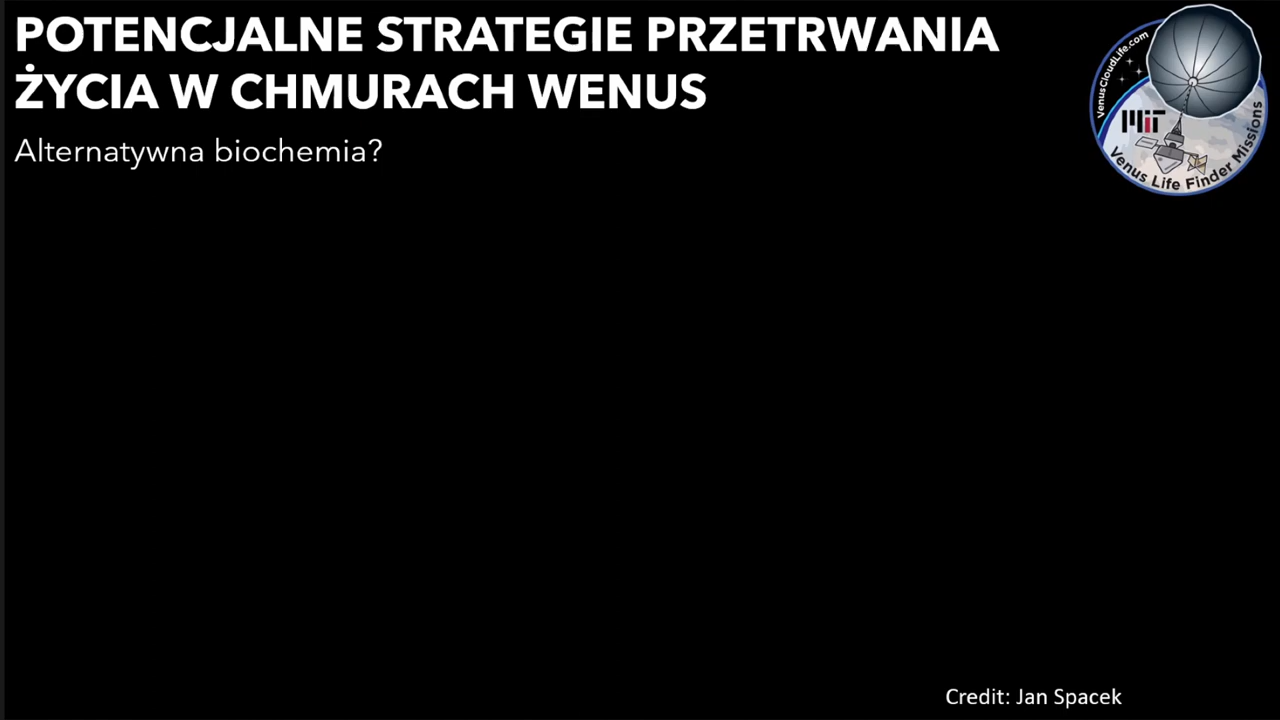 POTENCJALNE STRATEGIE PRZETRWANIA
ŻYCIA W CHMURACH WENUS
Alternatywna biochemia?
VenusCloudLife.com
MIT
Venus Life Finder Missions
Credit: Jan Spacek